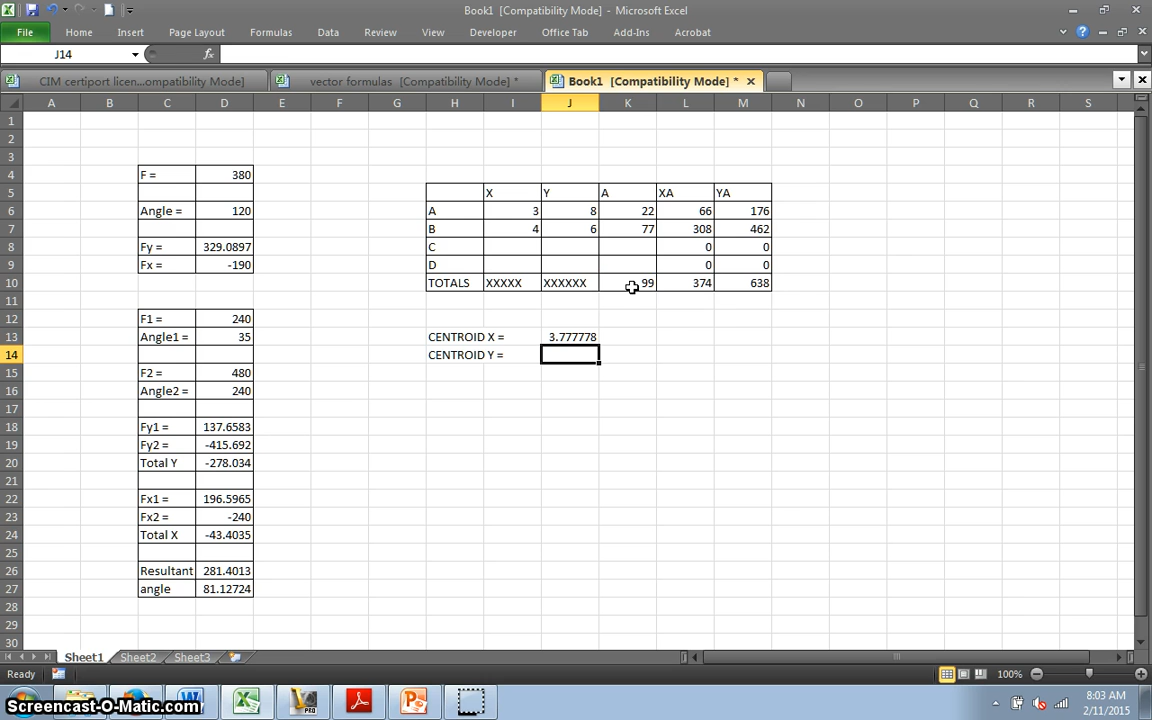 Book1 [Compatibility Mode] - Microsoft Excel
File Home Insert Page Layout Formulas Data Review View Developer Office Tab Add-Ins Acrobat
J14 fx
CIM certiport licen...ompatibility Mode] vector formulas [Compatibility Mode] * Book1 [Compatibility Mode] *
A B C D E F G H I J K L M N O P Q R S
1
2
3
4 F = 380
5 X Y A XA YA
6 Angle = 120 A 3 8 22 66 176
7 B 4 6 77 308 462
8 Fy = 329.0897 C 0 0
9 Fx = -190 D 0 0
10 TOTALS XXXXX XXXXXX 99 374 638
11
12 F1 = 240
13 Angle1 = 35 CENTROID X = 3.777778
14 CENTROID Y =
15 F2 = 480
16 Angle2 = 240
17
18 Fy1 = 137.6583
19 Fy2 = -415.692
20 Total Y -278.034
21
22 Fx1 = 196.5965
23 Fx2 = -240
24 Total X -43.4035
25
26 Resultant 281.4013
27 angle 81.12724
28
29
30
Sheet1 Sheet2 Sheet3
Ready 100%
Screencast-O-Matic.com PRO 8:03 AM
2/11/2015